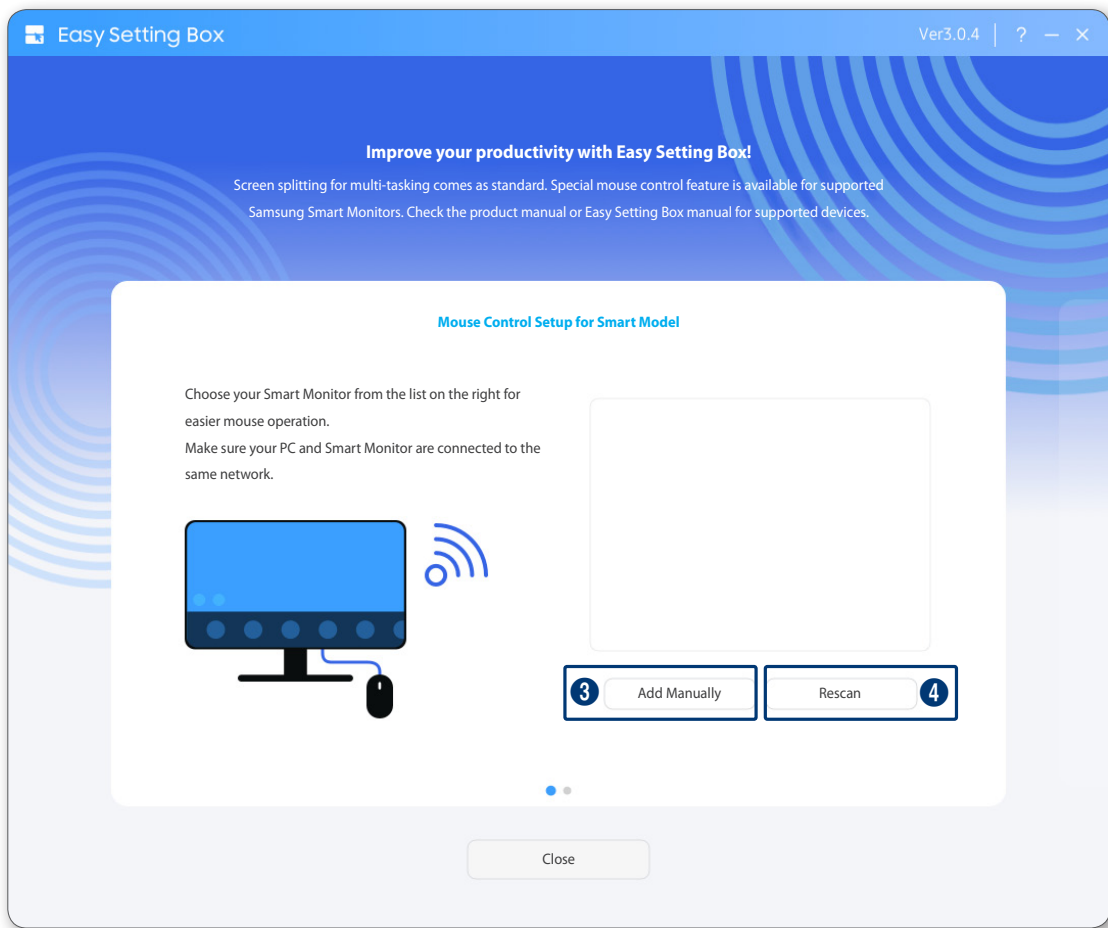 Easy Setting Box
Ver3.0.4 | ? — ×
Improve your productivity with Easy Setting Box!
Screen splitting for multi-tasking comes as standard. Special mouse control feature is available for supported
Samsung Smart Monitors. Check the product manual or Easy Setting Box manual for supported devices.
Mouse Control Setup for Smart Model
Choose your Smart Monitor from the list on the right for
easier mouse operation.
Make sure your PC and Smart Monitor are connected to the
same network.
3 Add Manually
Rescan 4
Close